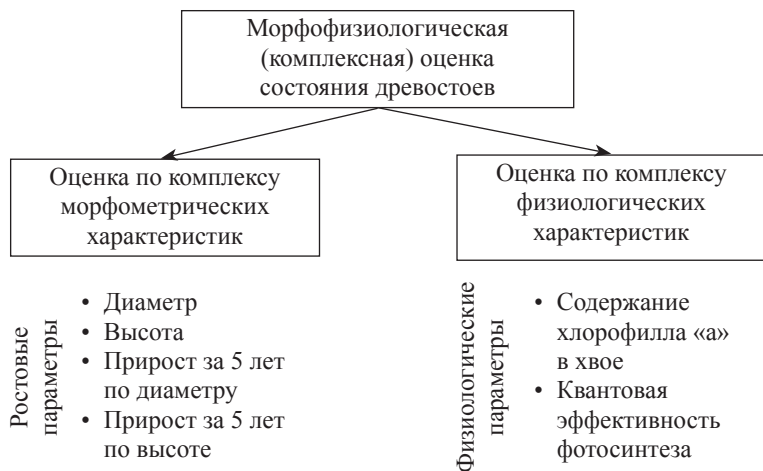 Морфофизиологическая
(комплексная) оценка
состояния древостоев
Оценка по комплексу
морфометрических
характеристик
Ростовые
параметры
• Диаметр
• Высота
• Прирост за 5 лет
по диаметру
• Прирост за 5 лет
по высоте
Оценка по комплексу
физиологических
характеристик
Физиологические
параметры
• Содержание
хлорофилла «а»
в хвое
• Квантовая
эффективность
фотосинтеза